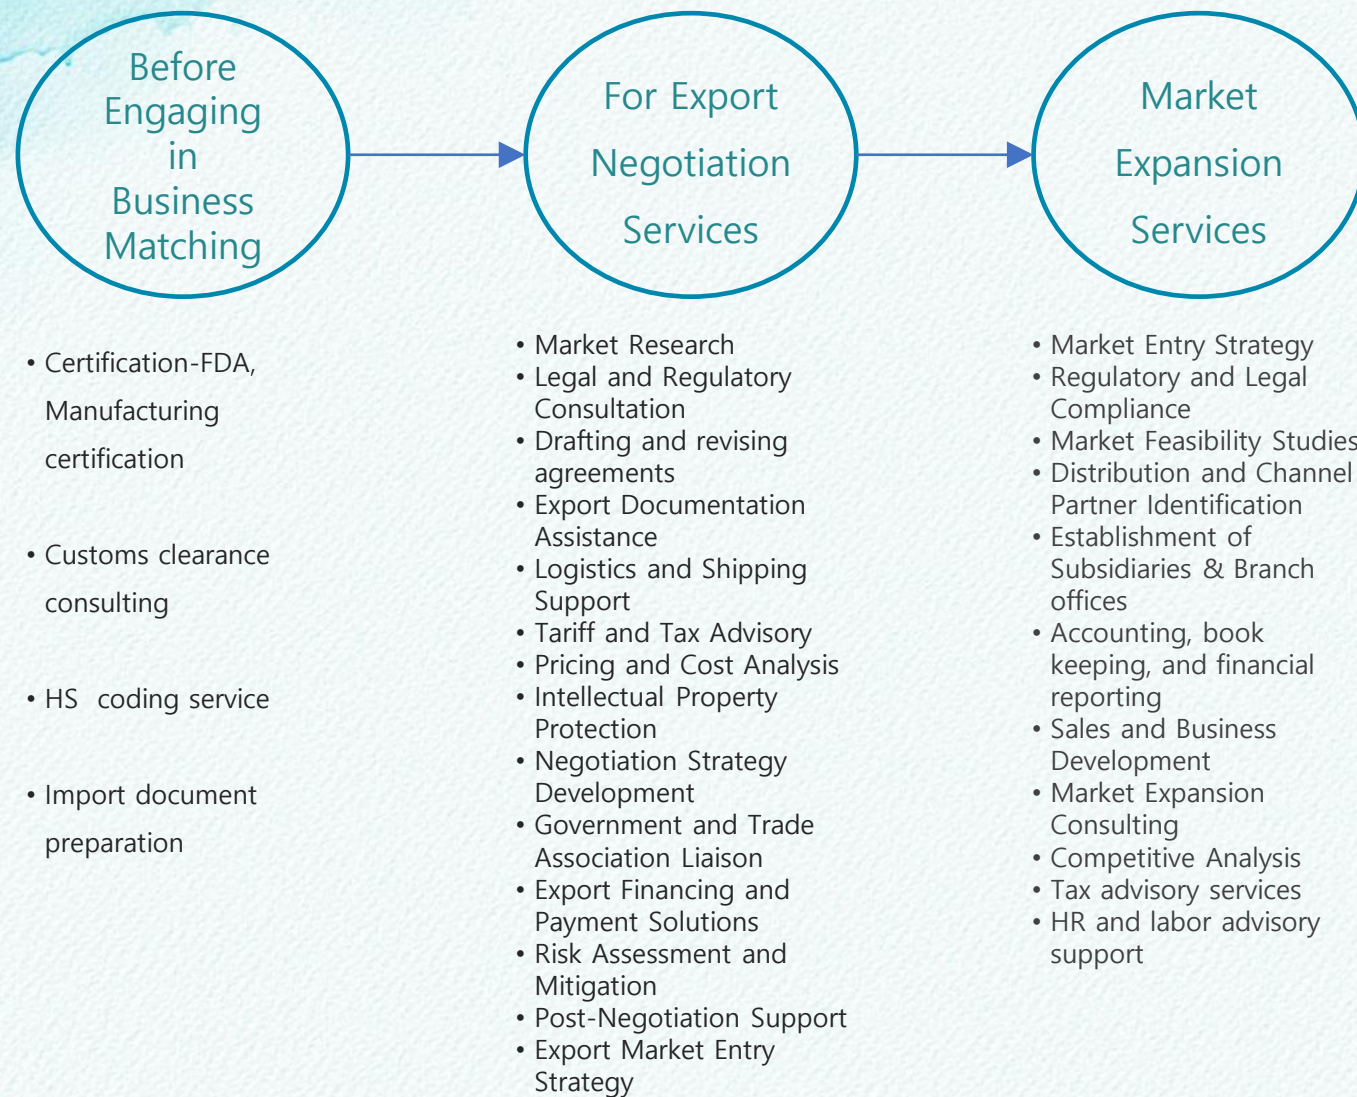 Before
Engaging
in
Business
Matching
For Export
Negotiation
Services
Market
Expansion
Services
• Certification-FDA,
Manufacturing
certification
• Customs clearance
consulting
• HS  coding service
• Import document
preparation
• Market Research
• Legal and Regulatory
Consultation
• Drafting and revising
agreements
• Export Documentation
Assistance
• Logistics and Shipping
Support
• Tariff and Tax Advisory
• Pricing and Cost Analysis
• Intellectual Property
Protection
• Negotiation Strategy
Development
• Government and Trade
Association Liaison
• Export Financing and
Payment Solutions
• Risk Assessment and
Mitigation
• Post-Negotiation Support
• Export Market Entry
Strategy
• Market Entry Strategy
• Regulatory and Legal
Compliance
• Market Feasibility Studies
• Distribution and Channel
Partner Identification
• Establishment of
Subsidiaries & Branch
offices
• Accounting, book
keeping, and financial
reporting
• Sales and Business
Development
• Market Expansion
Consulting
• Competitive Analysis
• Tax advisory services
• HR and labor advisory
support